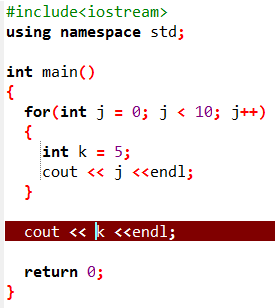 #include<iostream>
using namespace std;
int main()
{
for(int j = 0; j < 10; j++)
{
int k = 5;
cout << j <<endl;
}
cout << k <<endl;
return 0;
}